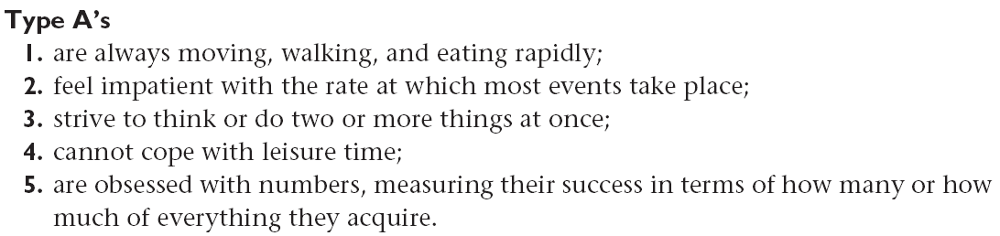 Type A's
1. are always moving, walking, and eating rapidly;
2. feel impatient with the rate at which most events take place;
3. strive to think or do two or more things at once;
4. cannot cope with leisure time;
5. are obsessed with numbers, measuring their success in terms of how many or how
much of everything they acquire.